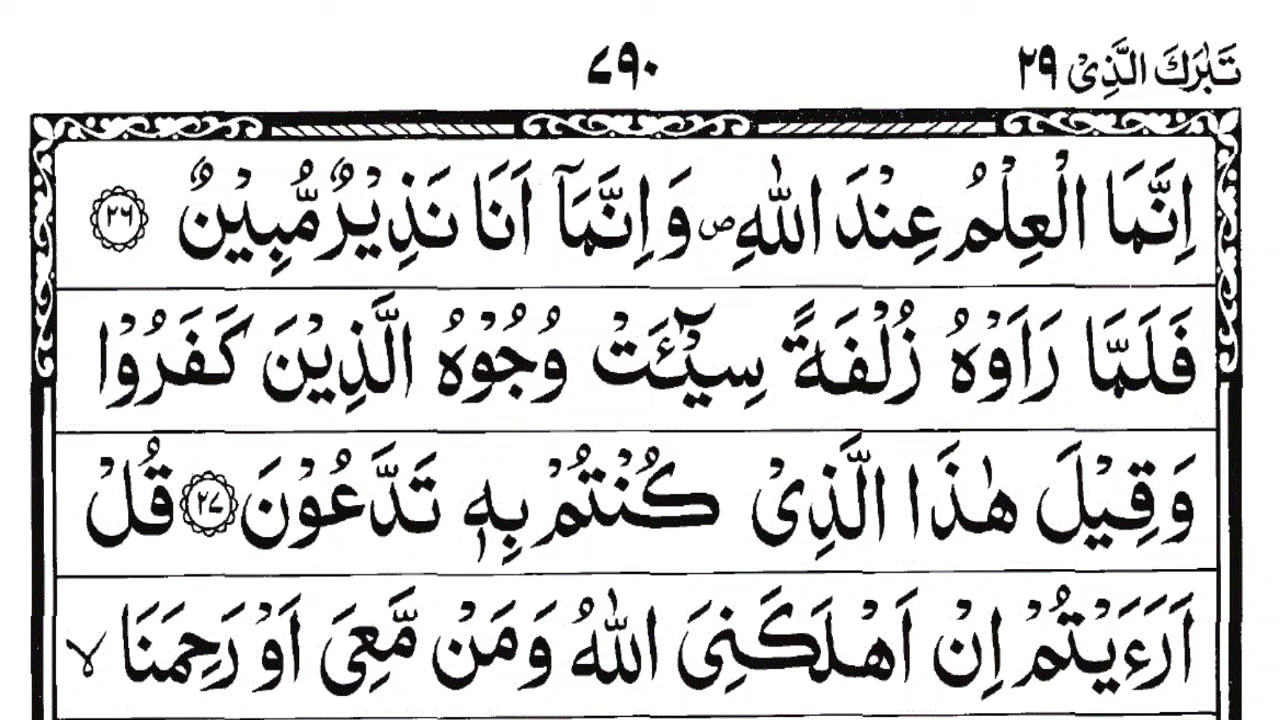 تَبٰرَكَ الَّذِىْ ٢٩
٧٩٠
اِنَّمَا الْعِلْمُ عِنْدَ اللّٰهِ ۪ وَ اِنَّمَاۤ اَنَا نَذِيْرٌ مُّبِيْنٌ ﴿٢٦﴾
فَلَمَّا رَاَوْهُ زُلْفَةً سِيْٓـَٔتْ وُجُوْهُ الَّذِيْنَ كَفَرُوْا
وَ قِيْلَ هٰذَا الَّذِىْ كُنْتُمْ بِهٖ تَدَّعُوْنَ ﴿٢٧﴾ قُلْ
اَرَءَيْتُمْ اِنْ اَهْلَكَنِىَ اللّٰهُ وَ مَنْ مَّعِىَ اَوْ رَحِمَنَا ۙ